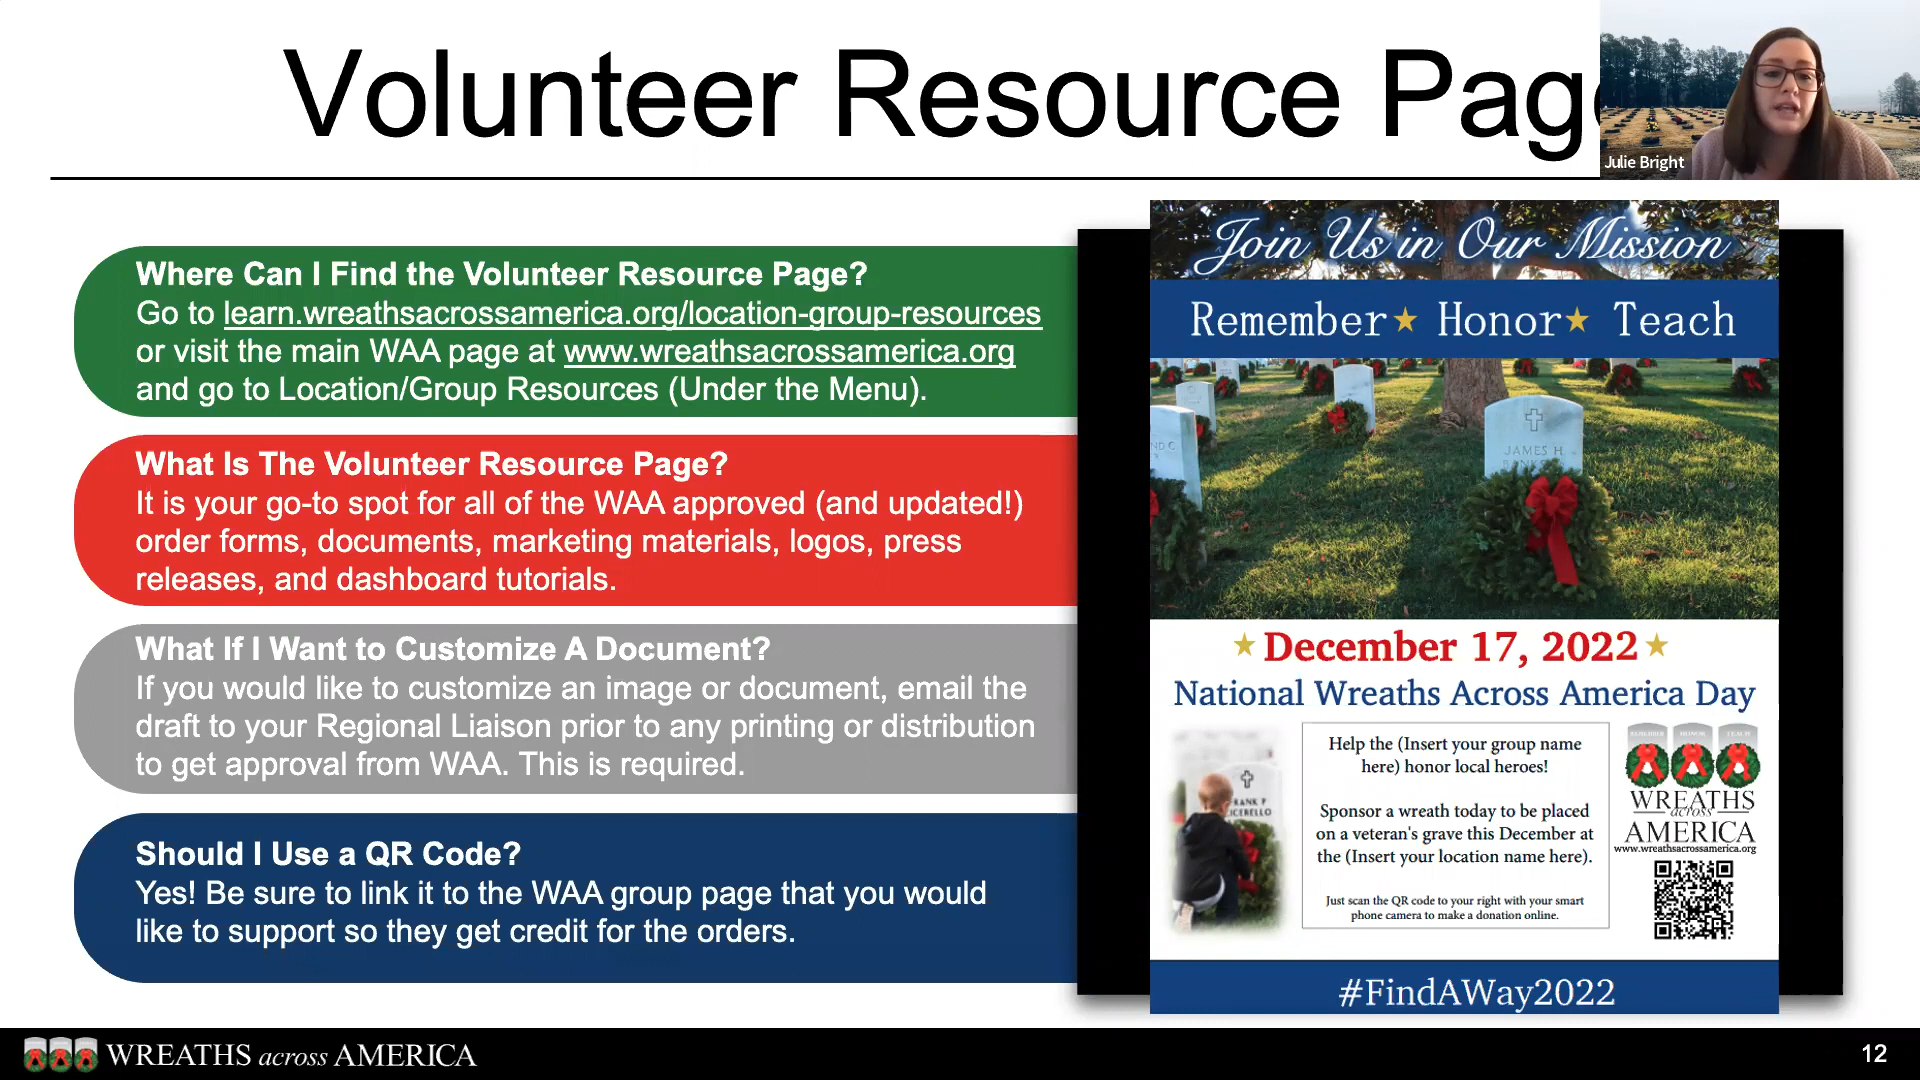 Volunteer Resource Pag
Julie Bright
Where Can I Find the Volunteer Resource Page?
Go to learn.wreathsacrossamerica.org/location-group-resources
or visit the main WAA page at www.wreathsacrossamerica.org
and go to Location/Group Resources (Under the Menu).
What Is The Volunteer Resource Page?
It is your go-to spot for all of the WAA approved (and updated!)
order forms, documents, marketing materials, logos, press
releases, and dashboard tutorials.
What If I Want to Customize A Document?
If you would like to customize an image or document, email the
draft to your Regional Liaison prior to any printing or distribution
to get approval from WAA. This is required.
Should I Use a QR Code?
Yes! Be sure to link it to the WAA group page that you would
like to support so they get credit for the orders.
Join Us in Our Mission
Remember★ Honor★ Teach
JAMES H
★ December 17, 2022 ★
National Wreaths Across America Day
Help the (Insert your group name
here) honor local heroes!
Sponsor a wreath today to be placed
on a veteran's grave this December at
the (Insert your location name here).
Just scan the QR code to your right with your smart
phone camera to make a donation online.
REMEMBER HONOR TEACH
WREATHS
across
AMERICA
www.wreathsacrossamerica.org
#FindAWay2022
WREATHS across AMERICA
12